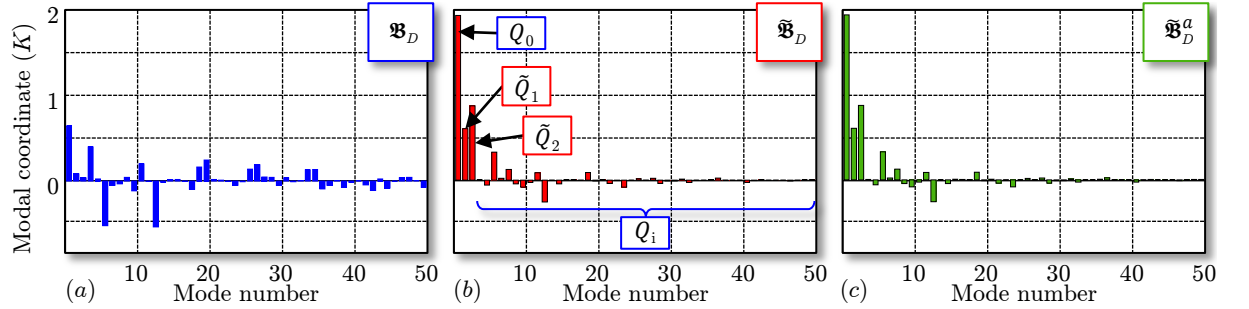 Modal coordinate (K)
2
1
0
𝕭_D
10 20 30 40 50
(a) Mode number
Q_0
Q̃_1
Q̃_2
Q_i
𝕭̃_D
10 20 30 40 50
(b) Mode number
𝕭̃_D^a
10 20 30 40 50
(c) Mode number